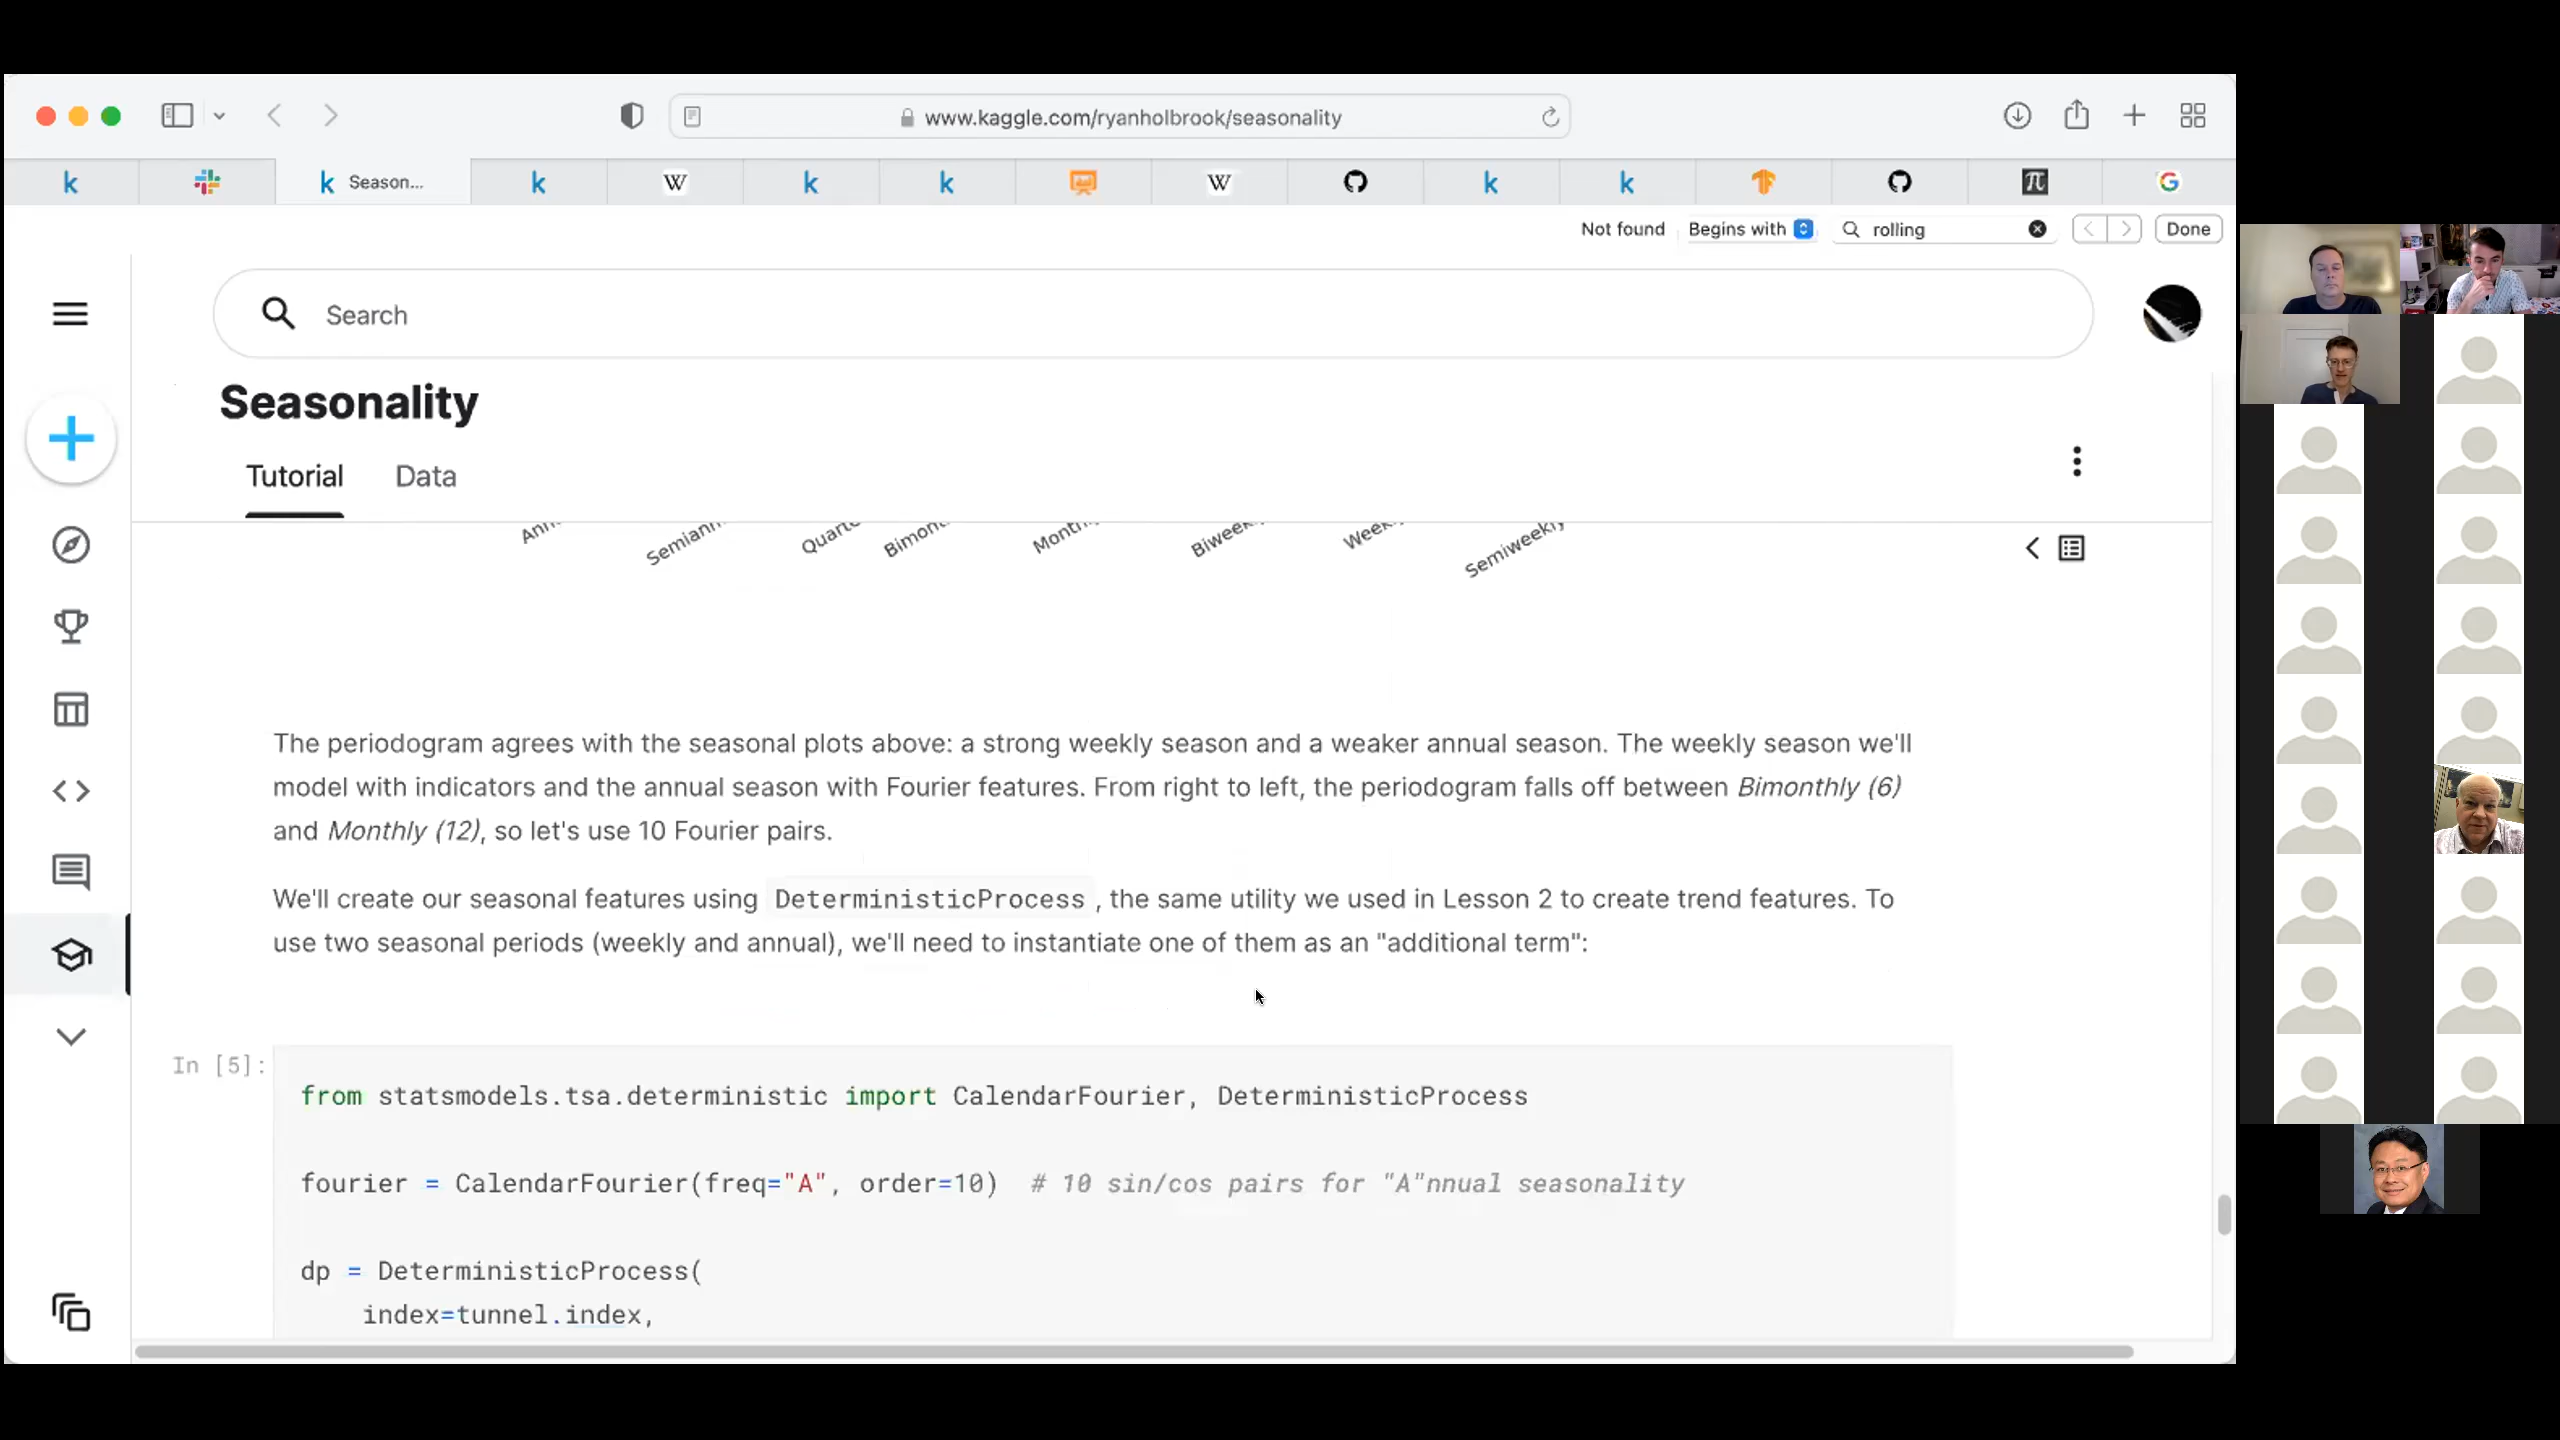 www.kaggle.com/ryanholbrook/seasonality
k k Season... k W k k W k k π G
Not found Begins with rolling Done
Search
Seasonality
Tutorial Data
Semiweekly
The periodogram agrees with the seasonal plots above: a strong weekly season and a weaker annual season. The weekly season we'll
model with indicators and the annual season with Fourier features. From right to left, the periodogram falls off between Bimonthly (6)
and Monthly (12), so let's use 10 Fourier pairs.
We'll create our seasonal features using DeterministicProcess , the same utility we used in Lesson 2 to create trend features. To
use two seasonal periods (weekly and annual), we'll need to instantiate one of them as an "additional term":
In [5]:
from statsmodels.tsa.deterministic import CalendarFourier, DeterministicProcess
fourier = CalendarFourier(freq="A", order=10)  # 10 sin/cos pairs for "A"nnual seasonality
dp = DeterministicProcess(
    index=tunnel.index,